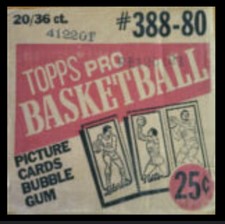 20/36 ct. #388-80
41220F
TOPPS PRO
BASKETBALL
PICTURE
CARDS
BUBBLE
GUM
25¢